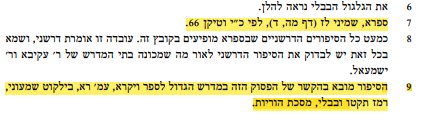 6 את הגלגול הבבלי נראה להלן.
7 ספרא, שמיני לז (דף מה, ד), לפי כ״י וטיקן 66.
8 כמעט כל הסיפורים הדרשניים שבספרא מופיעים בקובץ זה. עובדה זו אומרת דרשני, ושמא
בכל זאת יש לבדוק את הסיפור הדרשני לאור מה שמכונה בתי המדרש של ר׳ עקיבא ור׳
ישמעאל.
9 הסיפור מובא בהקשר של הפסוק הזה במדרש הגדול לספר ויקרא, עמ׳ רא, בילקוט שמעוני,
רמז תקטו ובבבלי, מסכת הוריות.